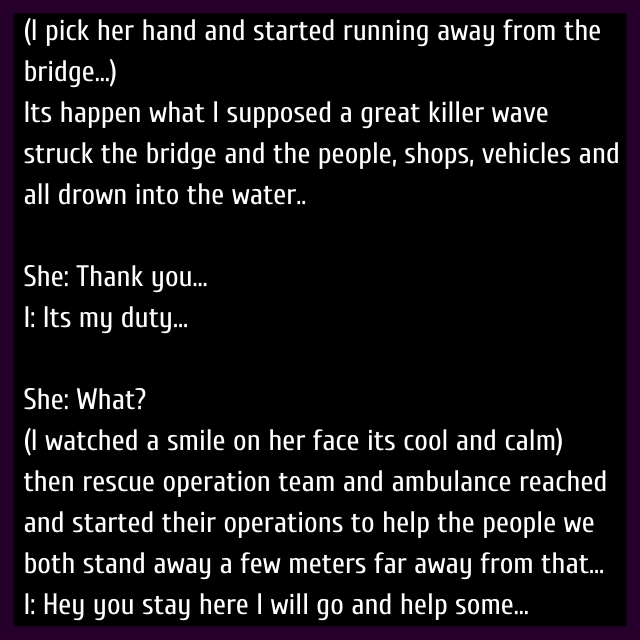 (I pick her hand and started running away from the
bridge...)
Its happen what I supposed a great killer wave
struck the bridge and the people, shops, vehicles and
all drown into the water..
She: Thank you...
I: Its my duty...
She: What?
(I watched a smile on her face its cool and calm)
then rescue operation team and ambulance reached
and started their operations to help the people we
both stand away a few meters far away from that...
I: Hey you stay here I will go and help some...